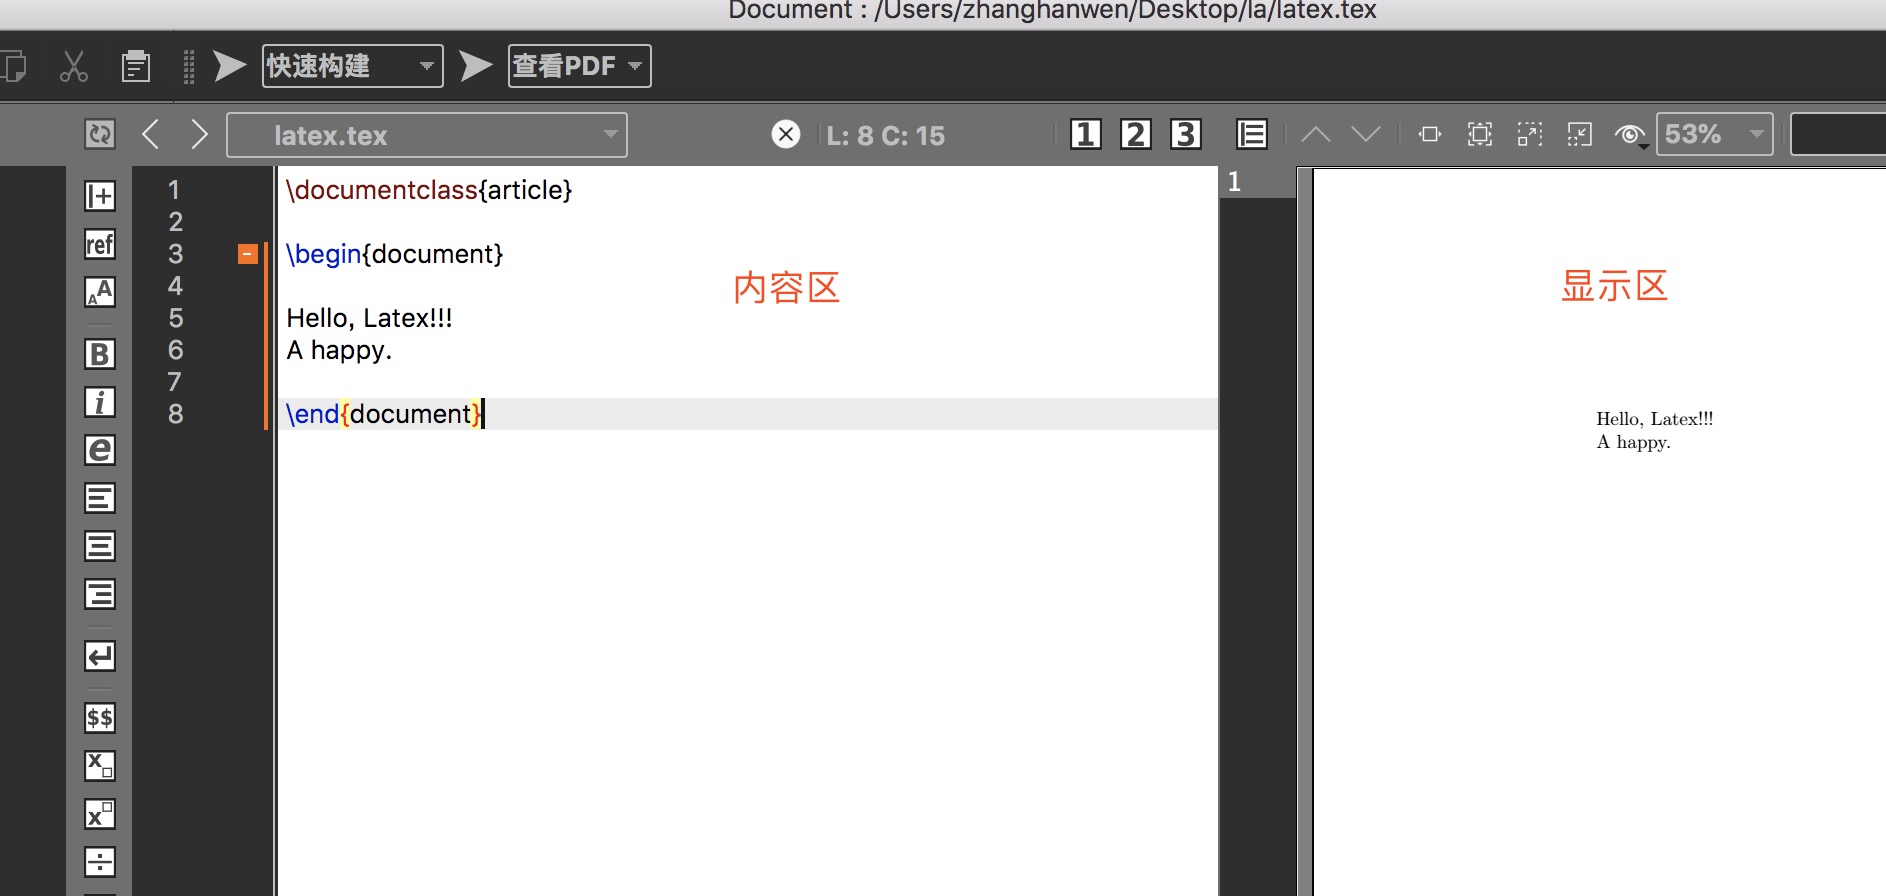 Document : /Users/zhanghanwen/Desktop/la/latex.tex
快速构建 查看PDF
latex.tex L: 8 C: 15 1 2 3 53%
1 \documentclass{article}
2
3 \begin{document}
4
5 Hello, Latex!!!
6 A happy.
7
8 \end{document}
内容区
1
显示区
Hello, Latex!!!
A happy.
ref
AA
B
i
e
$$
x
x
÷